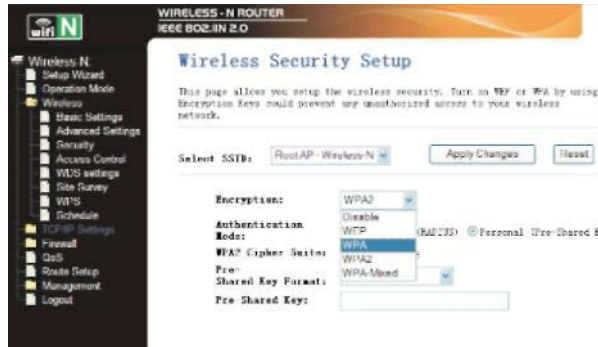 WIRELESS - N ROUTER
IEEE 802.11N 2.0
N
Wireless N
Setup Wizard
Operation Mode
Wireless
Basic Settings
Advanced Settings
Security
Access Control
WDS settings
Site Survey
WPS
Schedule
TCP/IP Settings
Firewall
QoS
Route Setup
Management
Logout
Wireless Security Setup
This page allows you setup the wireless security. Turn on WEP or WPA by using
Encryption Keys could prevent any unauthorized access to your wireless
network.
Select SSID: Root AP - Wireless-N Apply Changes Reset
Encryption: WPA2
Disable
WEP
WPA
WPA2
WPA-Mixed
Authentication
Mode: (RADIUS) Personal (Pre-Shared K
WPA2 Cipher Suite: S
Pre-
Shared Key Format:
Pre-Shared Key: